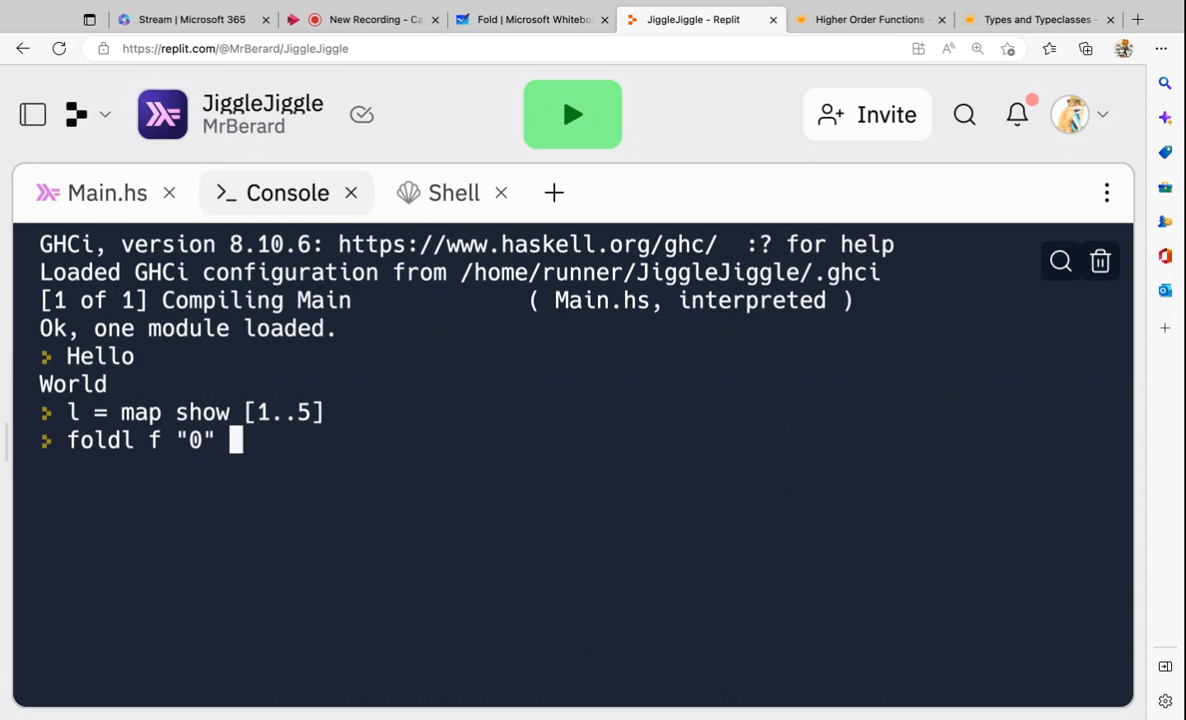 Stream | Microsoft 365
New Recording - Ca
Fold | Microsoft Whitebo
JiggleJiggle - Replit
Higher Order Functions -
Types and Typeclasses -
https://replit.com/@MrBerard/JiggleJiggle
JiggleJiggle
MrBerard
Invite
Main.hs
>_ Console
Shell
GHCi, version 8.10.6: https://www.haskell.org/ghc/  :? for help
Loaded GHCi configuration from /home/runner/JiggleJiggle/.ghci
[1 of 1] Compiling Main             ( Main.hs, interpreted )
Ok, one module loaded.
> Hello
World
> l = map show [1..5]
> foldl f "0"